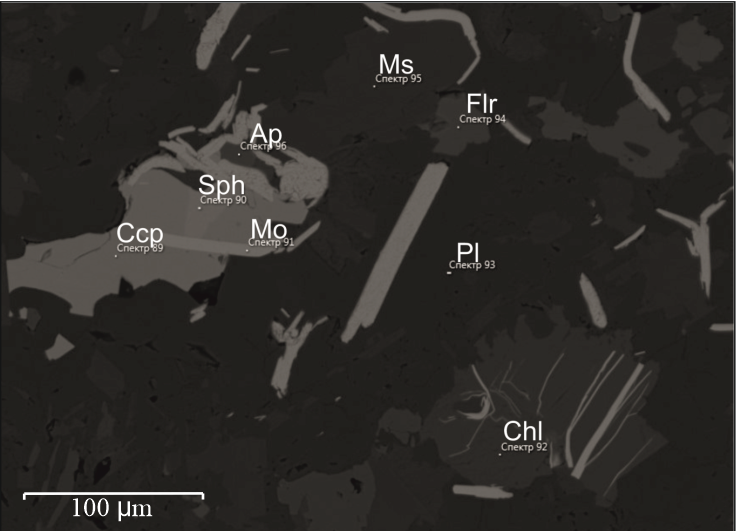 Ms
Спектр 95
Flr
Спектр 94
Ap
Спектр 96
Sph
Спектр 90
Ccp
Спектр 89
Mo
Спектр 91
Pl
Спектр 93
Chl
Спектр 92
100 µm